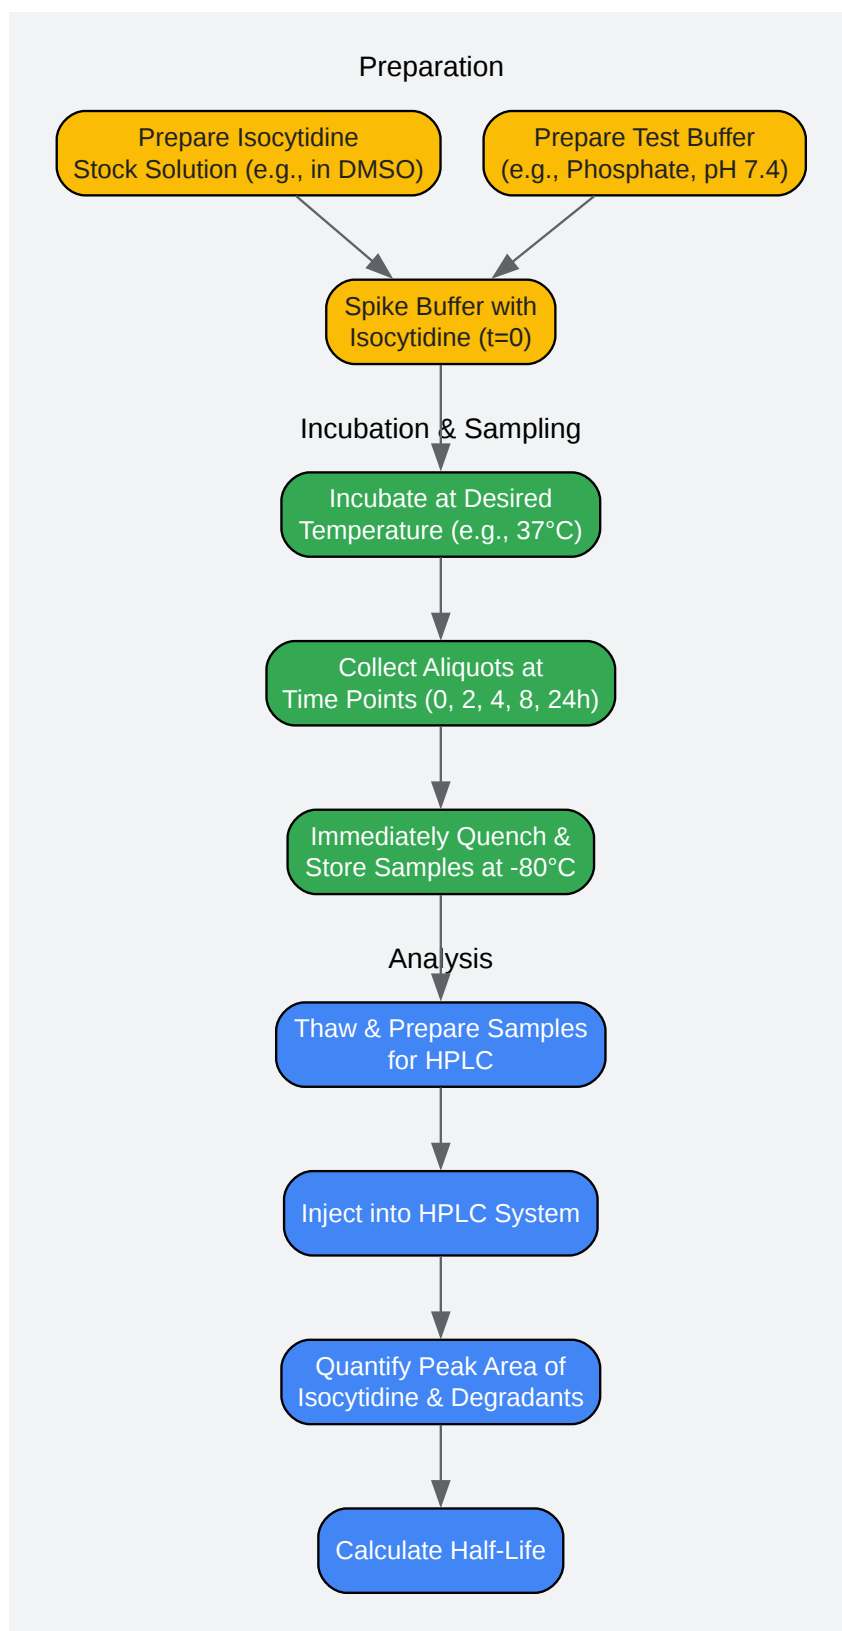 Preparation
Prepare Isocytidine
Stock Solution (e.g., in DMSO)
Prepare Test Buffer
(e.g., Phosphate, pH 7.4)
Spike Buffer with
Isocytidine (t=0)
Incubation & Sampling
Incubate at Desired
Temperature (e.g., 37°C)
Collect Aliquots at
Time Points (0, 2, 4, 8, 24h)
Immediately Quench &
Store Samples at -80°C
Analysis
Thaw & Prepare Samples
for HPLC
Inject into HPLC System
Quantify Peak Area of
Isocytidine & Degradants
Calculate Half-Life